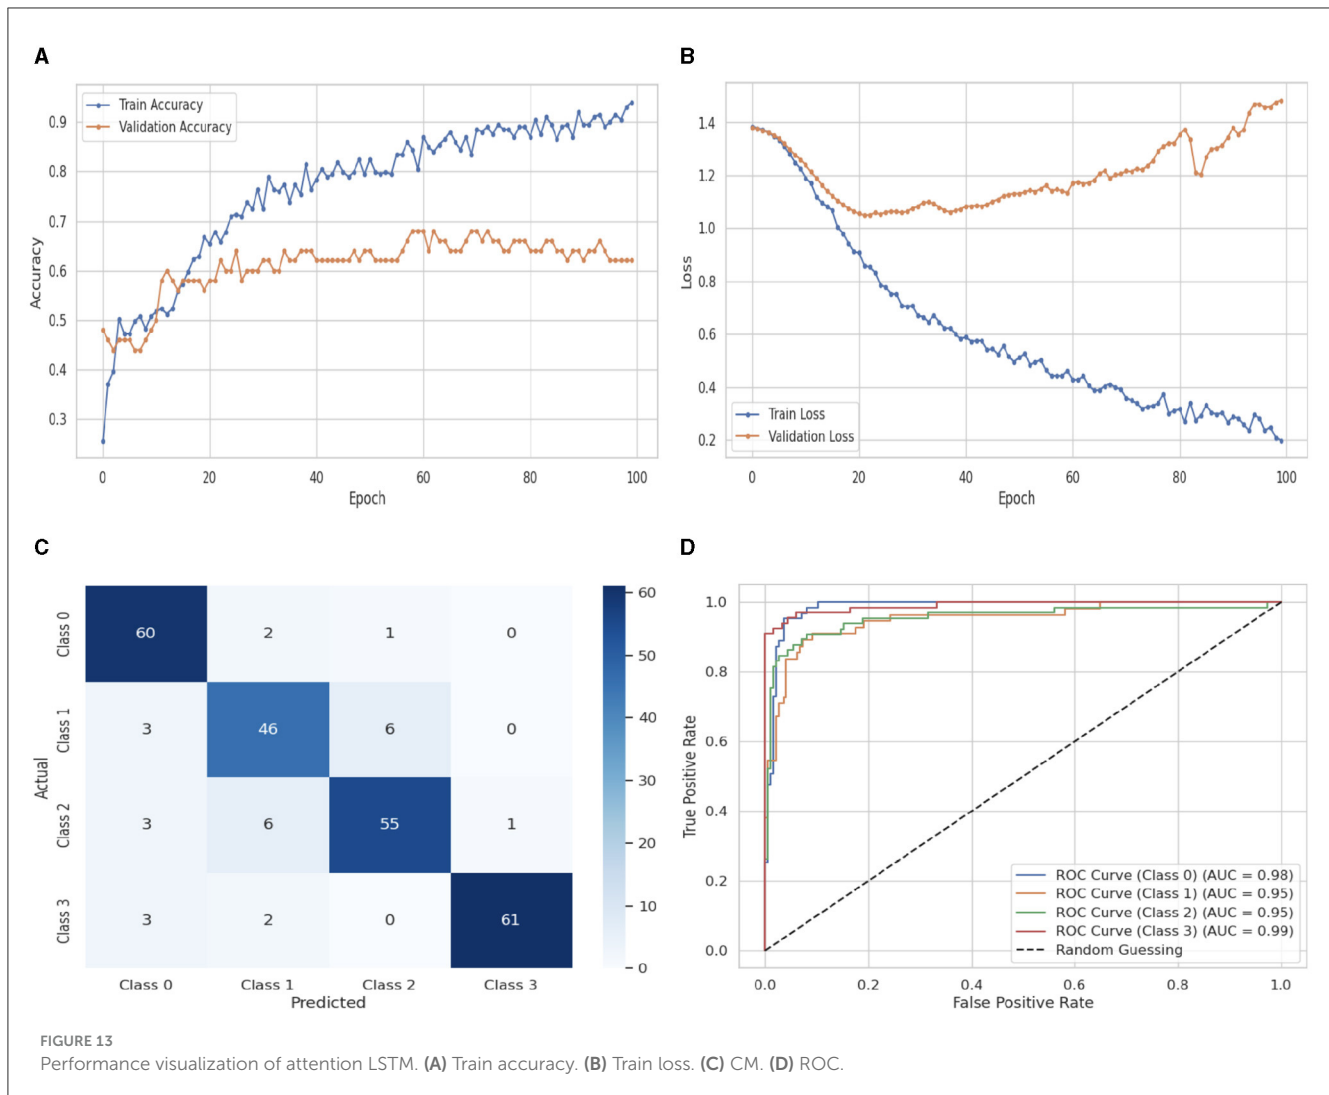 A
Train Accuracy
Validation Accuracy
0.9
0.8
0.7
0.6
0.5
0.4
0.3
Accuracy
0 20 40 60 80 100
Epoch
B
1.4
1.2
1.0
0.8
0.6
0.4
0.2
Loss
Train Loss
Validation Loss
0 20 40 60 80 100
Epoch
C
Actual
Class 0 60 2 1 0
Class 1 3 46 6 0
Class 2 3 6 55 1
Class 3 3 2 0 61
Class 0 Class 1 Class 2 Class 3
Predicted
60
50
40
30
20
10
0
D
1.0
0.8
0.6
0.4
0.2
0.0
True Positive Rate
ROC Curve (Class 0) (AUC = 0.98)
ROC Curve (Class 1) (AUC = 0.95)
ROC Curve (Class 2) (AUC = 0.95)
ROC Curve (Class 3) (AUC = 0.99)
Random Guessing
0.0 0.2 0.4 0.6 0.8 1.0
False Positive Rate
FIGURE 13
Performance visualization of attention LSTM. (A) Train accuracy. (B) Train loss. (C) CM. (D) ROC.